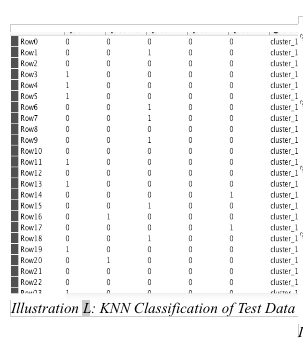 Row0 0 0 0 0 0 cluster_1
Row1 0 0 1 0 0 cluster_1
Row2 0 0 0 0 0 cluster_1
Row3 1 0 0 0 0 cluster_1
Row4 1 0 0 0 0 cluster_1
Row5 1 0 0 0 0 cluster_1
Row6 0 0 1 0 0 cluster_1
Row7 0 0 1 0 0 cluster_1
Row8 0 0 0 0 0 cluster_1
Row9 0 0 1 0 0 cluster_1
Row10 0 0 0 0 0 cluster_1
Row11 1 0 0 0 0 cluster_1
Row12 0 0 0 0 0 cluster_1
Row13 1 0 0 0 0 cluster_1
Row14 0 0 0 0 1 cluster_1
Row15 0 0 1 0 0 cluster_1
Row16 0 1 0 0 0 cluster_1
Row17 0 0 0 0 1 cluster_1
Row18 0 0 1 0 0 cluster_1
Row19 1 0 0 0 0 cluster_1
Row20 0 1 0 0 0 cluster_1
Row21 0 0 0 0 0 cluster_1
Row22 0 0 0 0 0 cluster_1
Row23 1 0 0 0 0 cluster_1
Illustration L: KNN Classification of Test Data